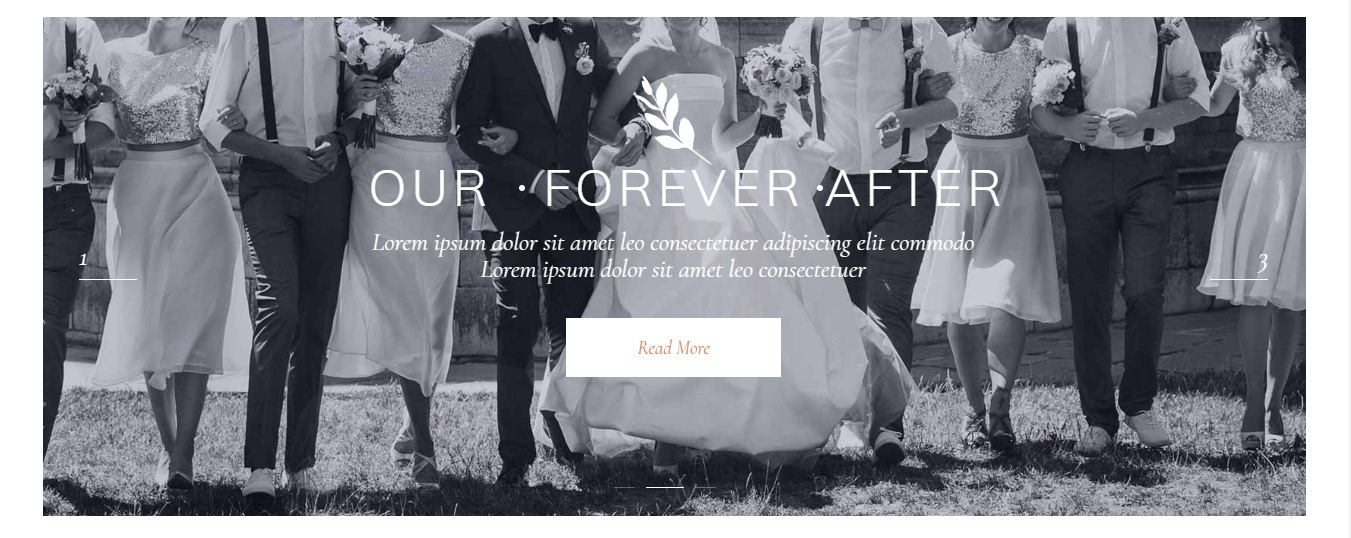 OUR ·FOREVER ·AFTER
Lorem ipsum dolor sit amet leo consectetuer adipiscing elit commodo
Lorem ipsum dolor sit amet leo consectetuer
1
3
Read More